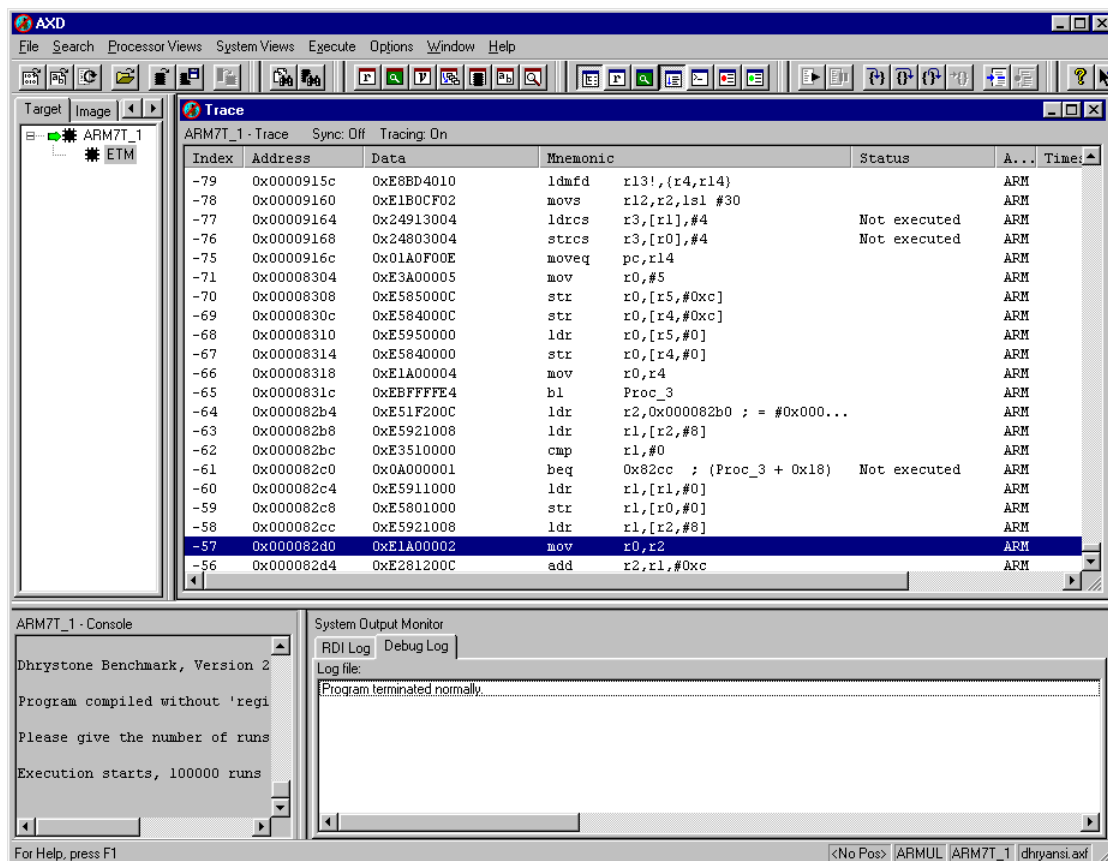 AXD
File Search Processor Views System Views Execute Options Window Help
Target Image
ARM7T_1
ETM
Trace
ARM7T_1 - Trace Sync: Off Tracing: On
Index Address Data Mnemonic Status A... Times
-79 0x0000915c 0xE8BD4010 ldmfd r13!,{r4,r14} ARM
-78 0x00009160 0xE1B0CF02 movs r12,r2,lsl #30 ARM
-77 0x00009164 0x24913004 ldrcs r3,[r1],#4 Not executed ARM
-76 0x00009168 0x24803004 strcs r3,[r0],#4 Not executed ARM
-75 0x0000916c 0x01A0F00E moveq pc,r14 ARM
-71 0x00008304 0xE3A00005 mov r0,#5 ARM
-70 0x00008308 0xE585000C str r0,[r5,#0xc] ARM
-69 0x0000830c 0xE584000C str r0,[r4,#0xc] ARM
-68 0x00008310 0xE5950000 ldr r0,[r5,#0] ARM
-67 0x00008314 0xE5840000 str r0,[r4,#0] ARM
-66 0x00008318 0xE1A00004 mov r0,r4 ARM
-65 0x0000831c 0xEBFFFFE4 bl Proc_3 ARM
-64 0x000082b4 0xE51F200C ldr r2,0x000082b0 ; = #0x000... ARM
-63 0x000082b8 0xE5921008 ldr r1,[r2,#8] ARM
-62 0x000082bc 0xE3510000 cmp r1,#0 ARM
-61 0x000082c0 0x0A000001 beq 0x82cc ; (Proc_3 + 0x18) Not executed ARM
-60 0x000082c4 0xE5911000 ldr r1,[r1,#0] ARM
-59 0x000082c8 0xE5801000 str r1,[r0,#0] ARM
-58 0x000082cc 0xE5921008 ldr r1,[r2,#8] ARM
-57 0x000082d0 0xE1A00002 mov r0,r2 ARM
-56 0x000082d4 0xE281200C add r2,r1,#0xc ARM
ARM7T_1 - Console
Dhrystone Benchmark, Version 2
Program compiled without 'regi
Please give the number of runs
Execution starts, 100000 runs
System Output Monitor
RDI Log Debug Log
Log file:
Program terminated normally.
For Help, press F1
<No Pos> ARMUL ARM7T_1 dhryansi.axf